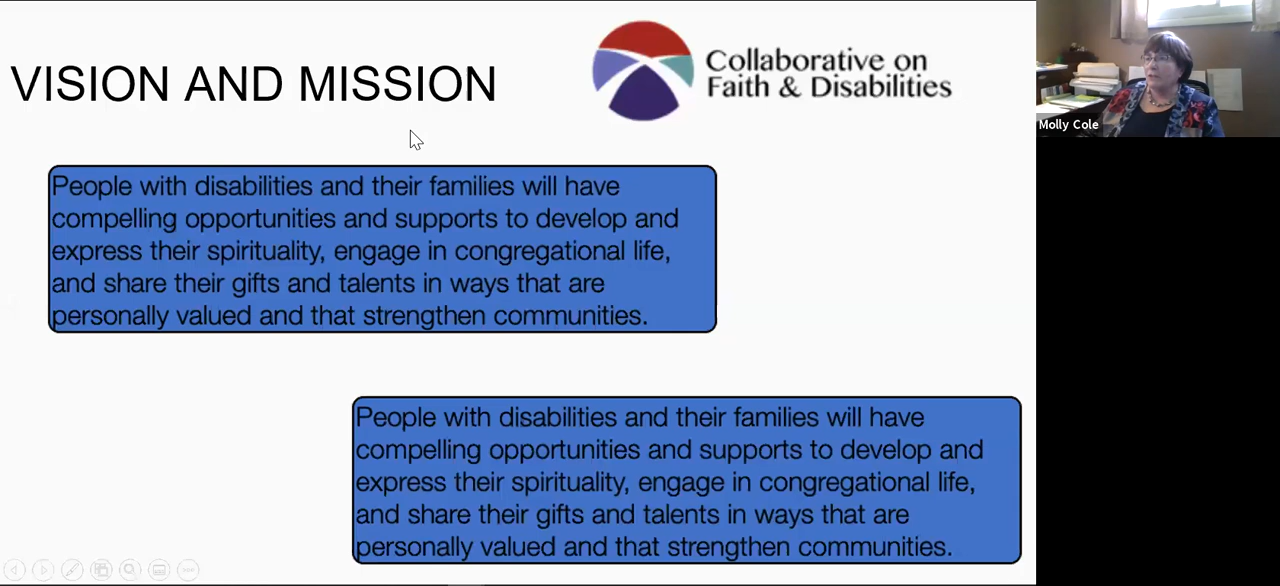 VISION AND MISSION
Collaborative on
Faith & Disabilities
Molly Cole
People with disabilities and their families will have
compelling opportunities and supports to develop and
express their spirituality, engage in congregational life,
and share their gifts and talents in ways that are
personally valued and that strengthen communities.
People with disabilities and their families will have
compelling opportunities and supports to develop and
express their spirituality, engage in congregational life,
and share their gifts and talents in ways that are
personally valued and that strengthen communities.